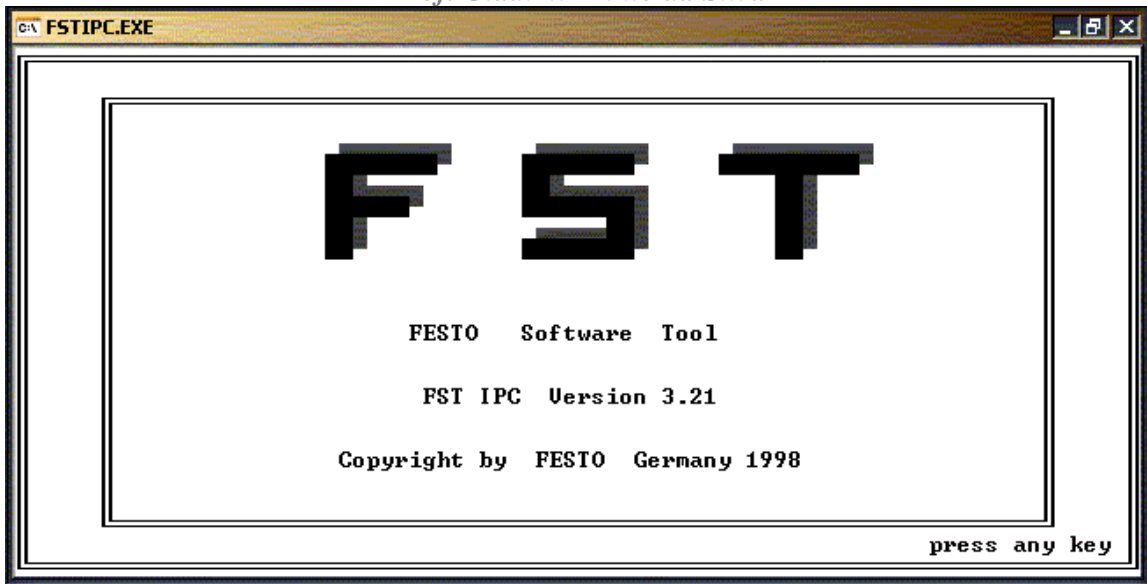 FSTIPC.EXE
FST
FESTO Software Tool
FST IPC Version 3.21
Copyright by FESTO Germany 1998
press any key